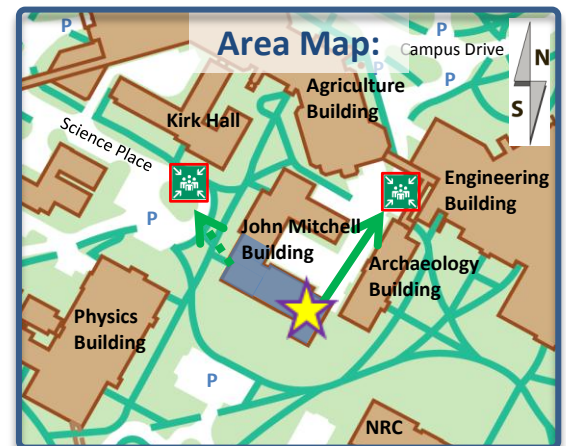 Area Map:
P
P
Campus Drive
N
P
P
S
Agriculture
Building
Kirk Hall
Science Place
Engineering
Building
P
John Mitchell
Building
Archaeology
Building
Physics
Building
P
NRC